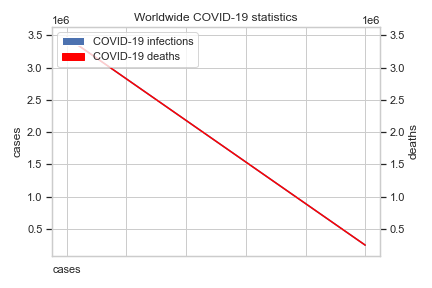 Worldwide COVID-19 statistics
1e6
1e6
COVID-19 infections
COVID-19 deaths
3.5
3.0
2.5
2.0
1.5
1.0
0.5
cases
3.5
3.0
2.5
2.0
1.5
1.0
0.5
deaths
cases